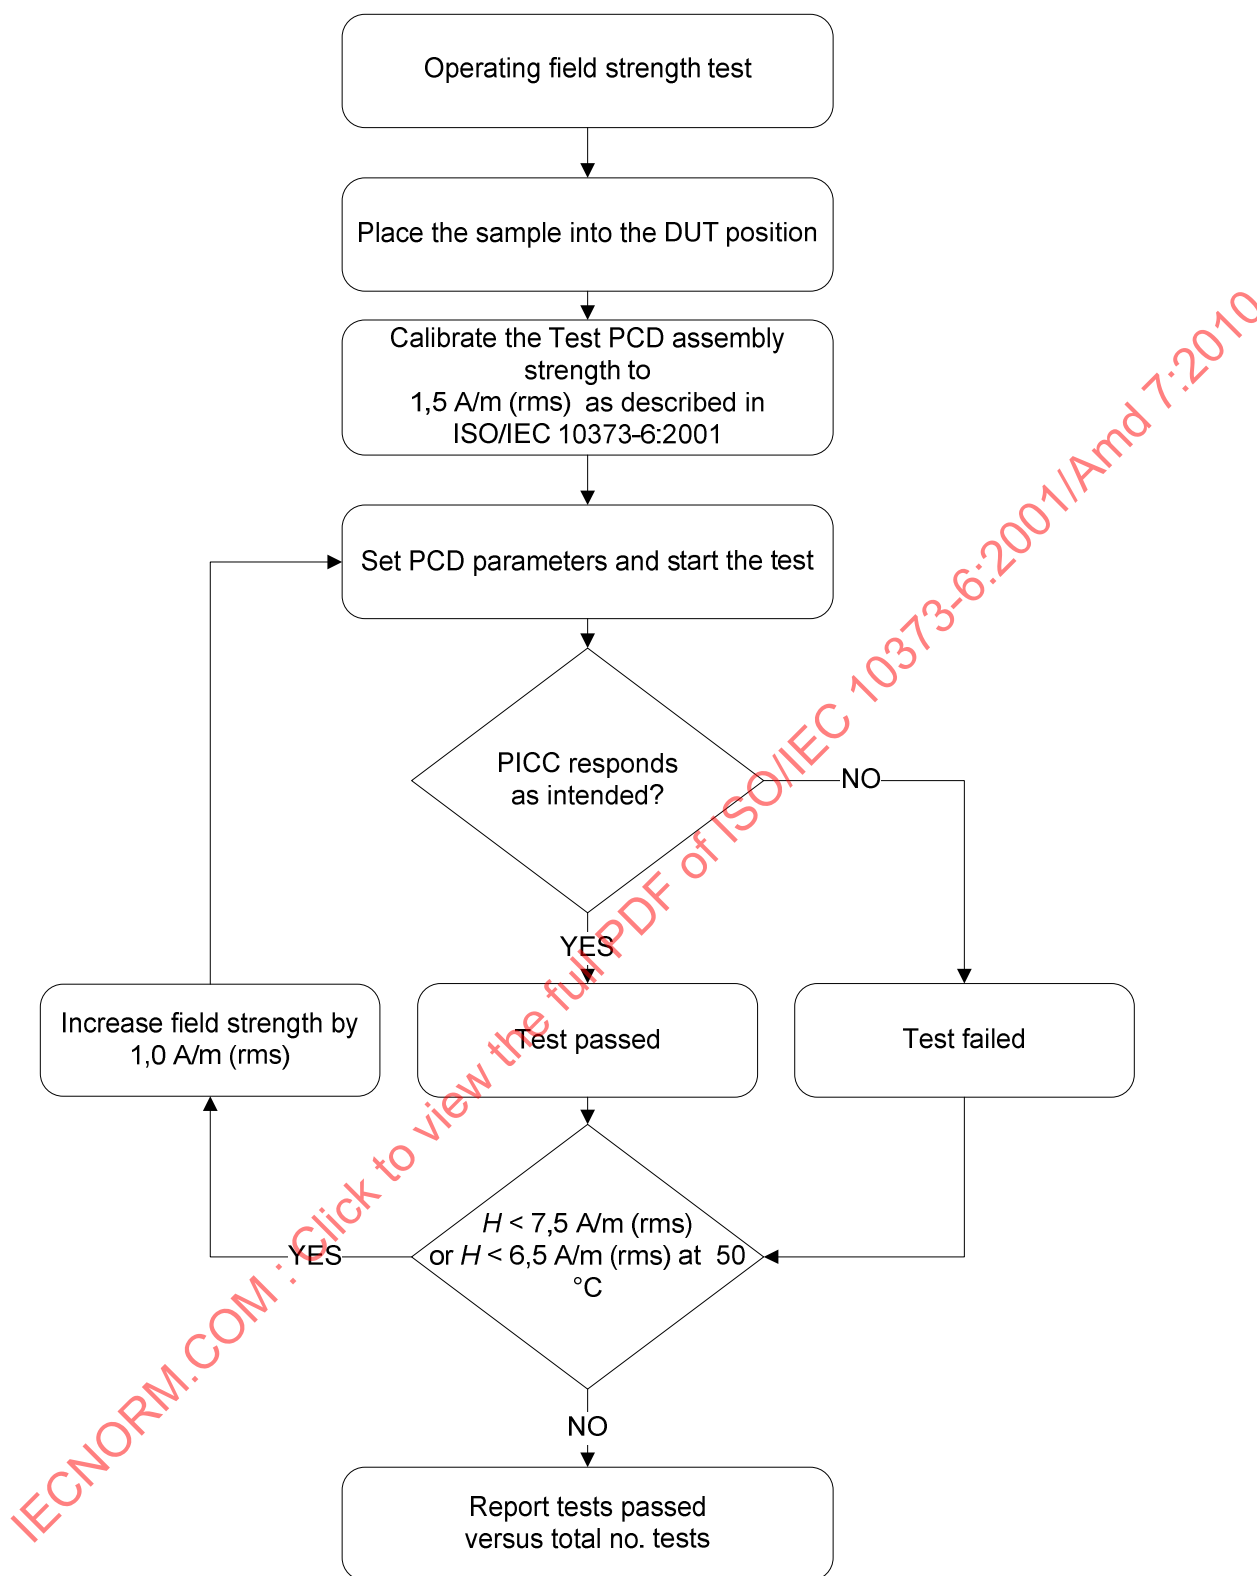 Operating field strength test
Place the sample into the DUT position
Calibrate the Test PCD assembly
strength to
1,5 A/m (rms) as described in
ISO/IEC 10373-6:2001
Set PCD parameters and start the test
PICC responds
as intended?
NO
YES
Increase field strength by
1,0 A/m (rms)
Test passed
Test failed
H < 7,5 A/m (rms)
or H < 6,5 A/m (rms) at 50
°C
YES
NO
Report tests passed
versus total no. tests
IECNORM.COM : Click to view the full PDF of ISO/IEC 10373-6:2001/Amd 7:2010